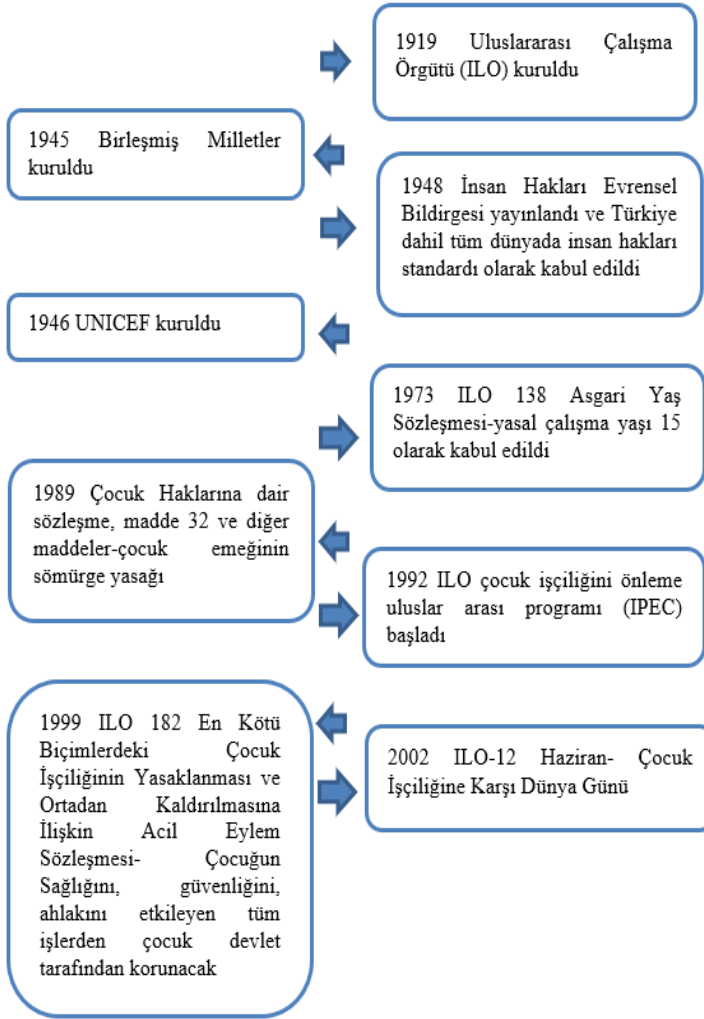 1919 Uluslararası Çalışma
Örgütü (ILO) kuruldu
1945 Birleşmiş Milletler
kuruldu
1948 İnsan Hakları Evrensel
Bildirgesi yayınlandı ve Türkiye
dahil tüm dünyada insan hakları
standardı olarak kabul edildi
1946 UNICEF kuruldu
1973 ILO 138 Asgari Yaş
Sözleşmesi-yasal çalışma yaşı 15
olarak kabul edildi
1989 Çocuk Haklarına dair
sözleşme, madde 32 ve diğer
maddeler-çocuk emeğinin
sömürge yasağı
1992 ILO çocuk işçiliğini önleme
uluslar arası programı (IPEC)
başladı
1999 ILO 182 En Kötü
Biçimlerdeki Çocuk
İşçiliğinin Yasaklanması ve
Ortadan Kaldırılmasına
İlişkin Acil Eylem
Sözleşmesi- Çocuğun
Sağlığını, güvenliğini,
ahlakını etkileyen tüm
işlerden çocuk devlet
tarafından korunacak
2002 ILO-12 Haziran- Çocuk
İşçiliğine Karşı Dünya Günü